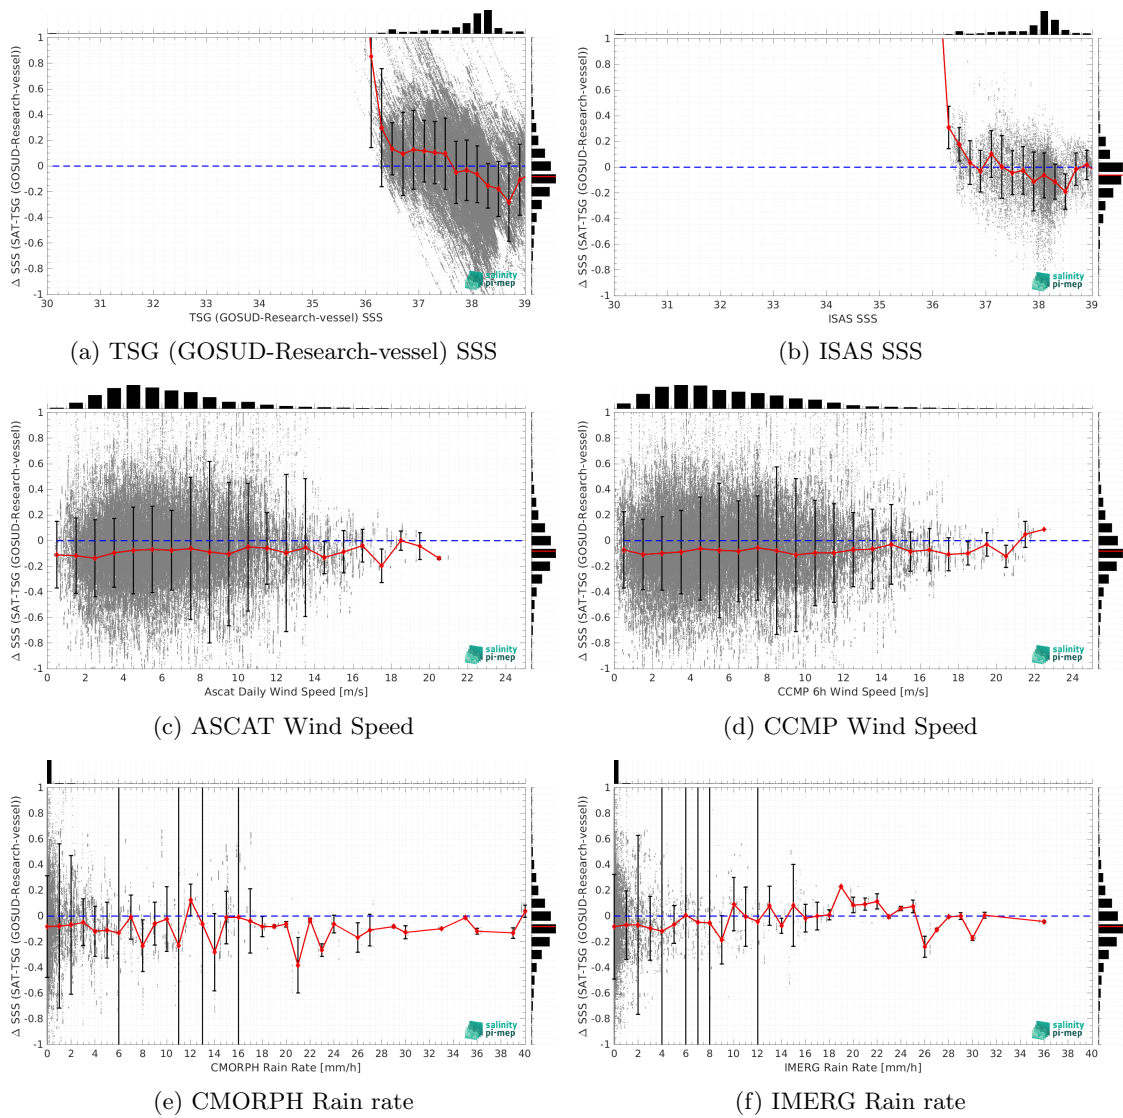 1
0.8
0.6
0.4
0.2
0
-0.2
-0.4
-0.6
-0.8
-1
Δ SSS (SAT-TSG (GOSUD-Research-vessel))
30 31 32 33 34 35 36 37 38 39
TSG (GOSUD-Research-vessel) SSS
salinity
pi-mep
(a) TSG (GOSUD-Research-vessel) SSS
1
0.8
0.6
0.4
0.2
0
-0.2
-0.4
-0.6
-0.8
-1
Δ SSS (SAT-TSG (GOSUD-Research-vessel))
30 31 32 33 34 35 36 37 38 39
ISAS SSS
salinity
pi-mep
(b) ISAS SSS
1
0.8
0.6
0.4
0.2
0
-0.2
-0.4
-0.6
-0.8
-1
Δ SSS (SAT-TSG (GOSUD-Research-vessel))
0 2 4 6 8 10 12 14 16 18 20 22 24
Ascat Daily Wind Speed [m/s]
salinity
pi-mep
(c) ASCAT Wind Speed
1
0.8
0.6
0.4
0.2
0
-0.2
-0.4
-0.6
-0.8
-1
Δ SSS (SAT-TSG (GOSUD-Research-vessel))
0 2 4 6 8 10 12 14 16 18 20 22 24
CCMP 6h Wind Speed [m/s]
salinity
pi-mep
(d) CCMP Wind Speed
1
0.8
0.6
0.4
0.2
0
-0.2
-0.4
-0.6
-0.8
-1
Δ SSS (SAT-TSG (GOSUD-Research-vessel))
0 2 4 6 8 10 12 14 16 18 20 22 24 26 28 30 32 34 36 38 40
CMORPH Rain Rate [mm/h]
salinity
pi-mep
(e) CMORPH Rain rate
1
0.8
0.6
0.4
0.2
0
-0.2
-0.4
-0.6
-0.8
-1
Δ SSS (SAT-TSG (GOSUD-Research-vessel))
0 2 4 6 8 10 12 14 16 18 20 22 24 26 28 30 32 34 36 38 40
IMERG Rain Rate [mm/h]
salinity
pi-mep
(f) IMERG Rain rate